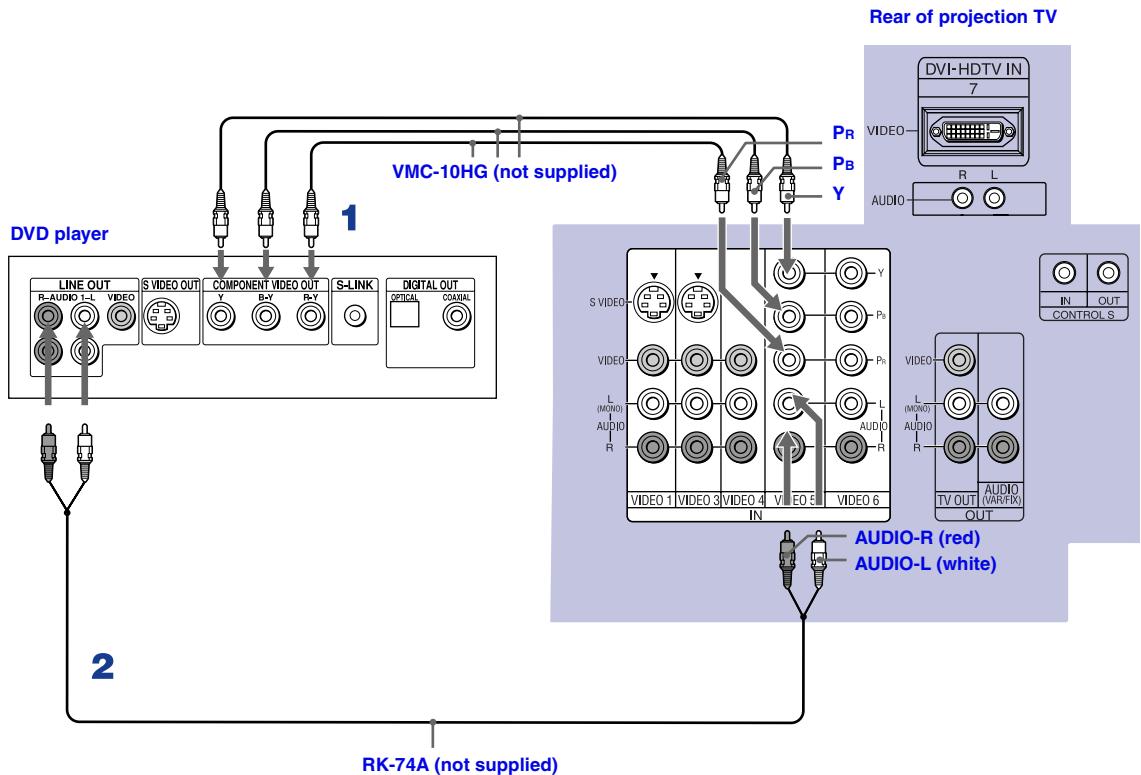 Rear of projection TV
DVI-HDTV IN
7
VIDEO
R L
AUDIO
PR
PB
Y
VMC-10HG (not supplied)
1
DVD player
LINE OUT
R–AUDIO 1–L VIDEO
S VIDEO OUT
COMPONENT VIDEO OUT
Y B-Y R-Y
S-LINK
DIGITAL OUT
OPTICAL COAXIAL
S VIDEO
VIDEO
L
(MONO)
AUDIO
R
Y
PB
PR
L
AUDIO
R
VIDEO 1 VIDEO 3 VIDEO 4 VIDEO 5 VIDEO 6
IN
IN OUT
CONTROL S
VIDEO
L
(MONO)
AUDIO
R
TV OUT
AUDIO
(VAR/FIX)
OUT
AUDIO-R (red)
AUDIO-L (white)
2
RK-74A (not supplied)